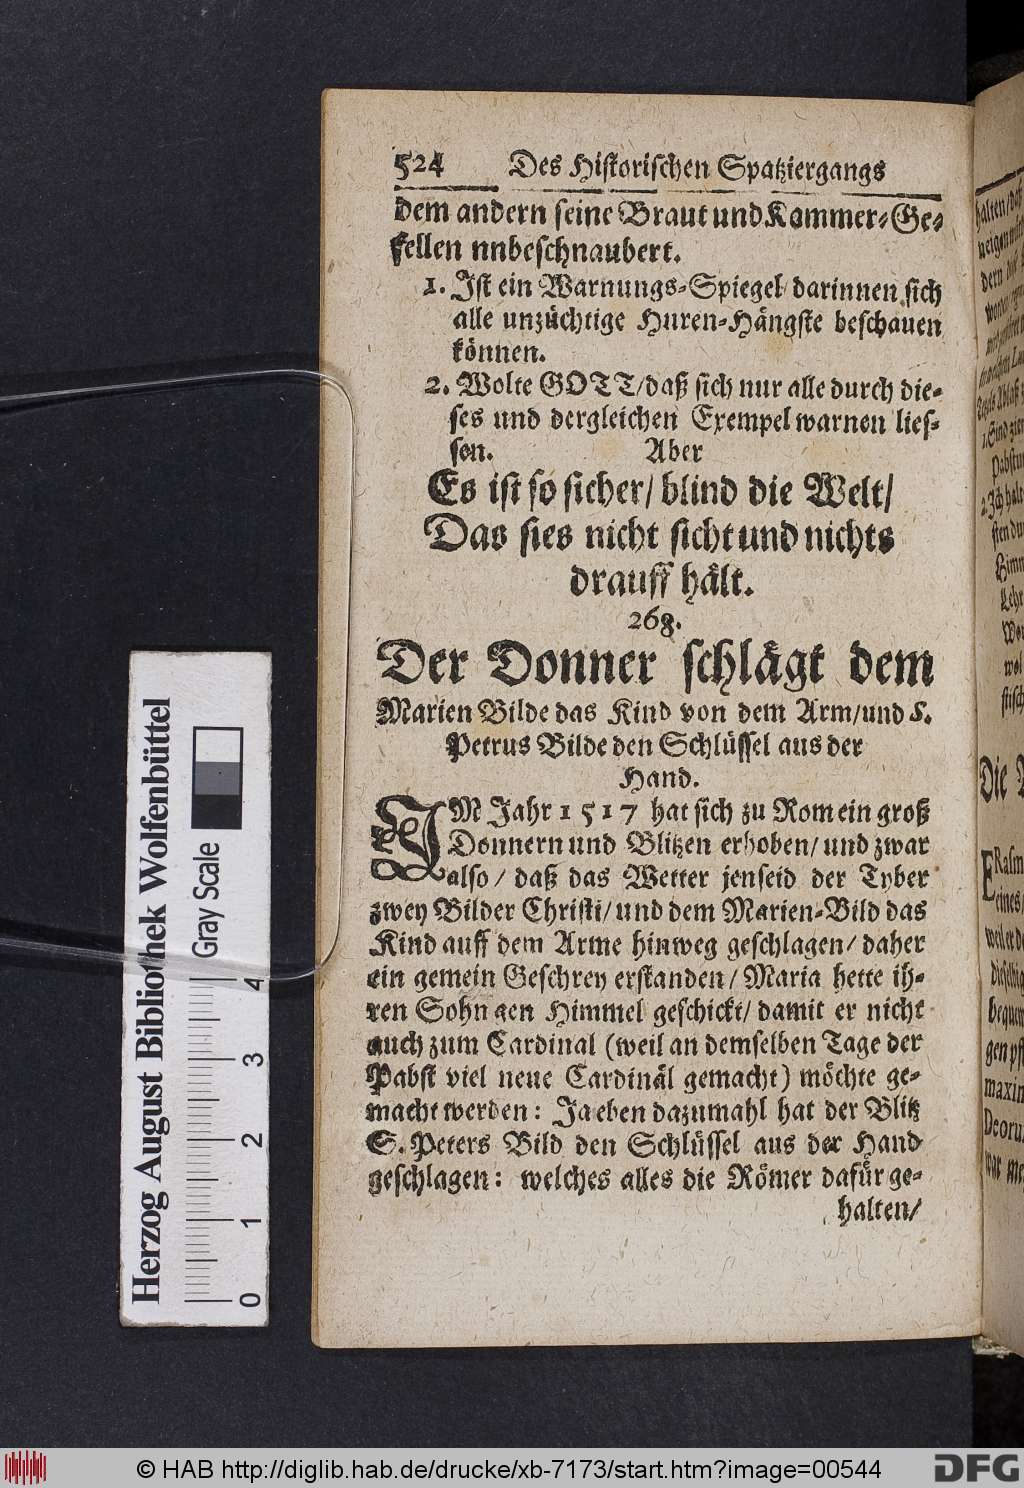 524 Des Historischen Spatziergangs
dem andern seine Braut und Kammer-Ge-
sellen nnbeschnaubert.
1. Ist ein Warnungs-Spiegel darinnen sich
alle unzüchtige Huren-Hängste beschauen
können.
2. Wolte GOTT/daß sich nur alle durch die-
ses und dergleichen Exempel warnen lies-
sen. Aber
Es ist so sicher/ blind die Welt/
Das sies nicht sicht und nichts
drauff hält.
268.
Der Donner schlägt dem
Marien Bilde das Kind von dem Arm/und S.
Petrus Bilde den Schlüssel aus der
Hand.
IM Jahr 1517 hat sich zu Rom ein groß
Donnern und Blitzen erhoben/ und zwar
also/ daß das Wetter jenseid der Tyber
zwey Bilder Christi/ und dem Marien-Bild das
Kind auff dem Arme hinweg geschlagen/ daher
ein gemein Geschrey erstanden/ Maria hette ih-
ren Sohn gen Himmel geschickt/ damit er nicht
auch zum Cardinal (weil an demselben Tage der
Pabst viel neue Cardinäl gemacht) möchte ge-
macht werden: Ja eben dazumahl hat der Blitz
S. Peters Bild den Schlüssel aus der Hand
geschlagen: welches alles die Römer dafür ge-
halten/
Herzog August Bibliothek Wolfenbüttel
Gray Scale
0 1 2 3 4
© HAB http://diglib.hab.de/drucke/xb-7173/start.htm?image=00544
DFG